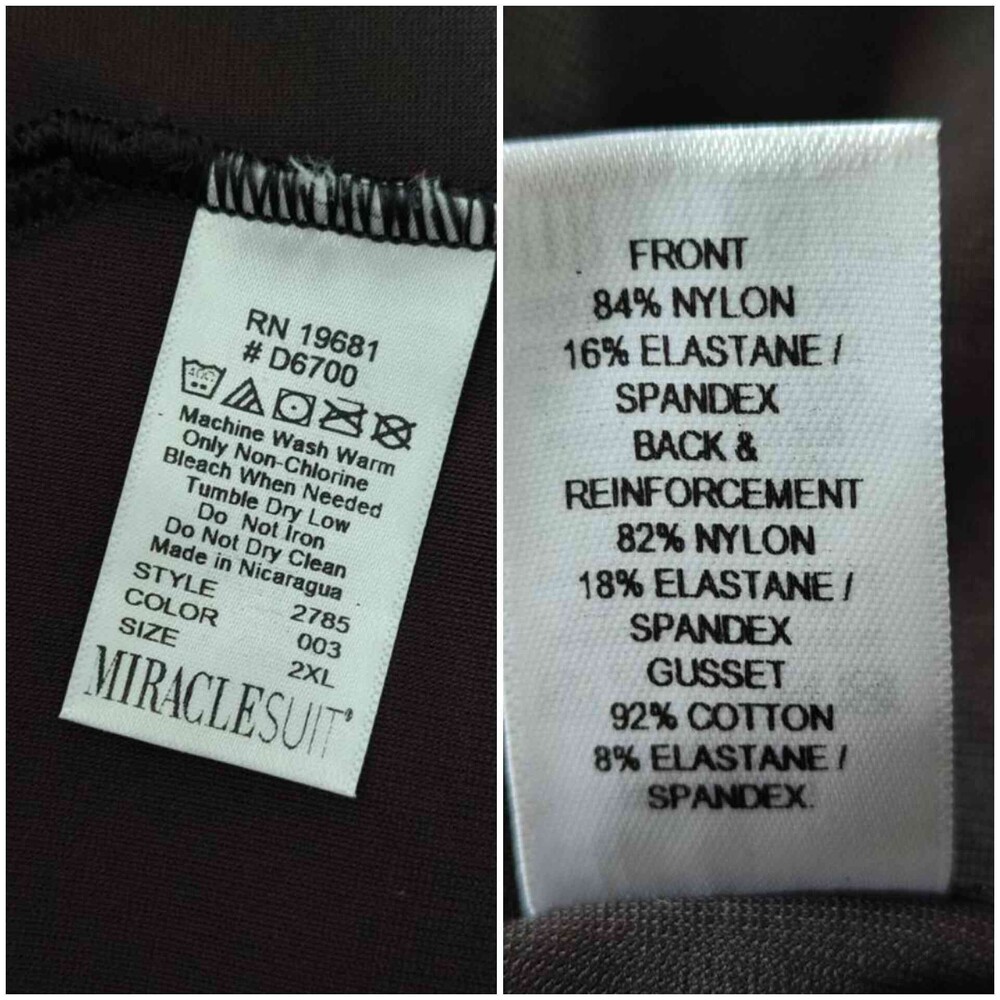 RN 19681
# D6700
40C
Machine Wash Warm
Only Non-Chlorine
Bleach When Needed
Tumble Dry Low
Do Not Iron
Do Not Dry Clean
Made in Nicaragua
STYLE 2785
COLOR 003
SIZE 2XL
MIRACLESUIT®
FRONT
84% NYLON
16% ELASTANE /
SPANDEX
BACK &
REINFORCEMENT
82% NYLON
18% ELASTANE /
SPANDEX
GUSSET
92% COTTON
8% ELASTANE /
SPANDEX.